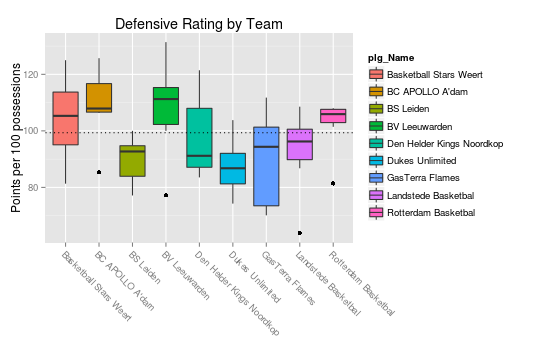 Defensive Rating by Team
Points per 100 possessions
120
100
80
Basketball Stars Weert
BC APOLLO A'dam
BS Leiden
BV Leeuwarden
Den Helder Kings Noordkop
Dukes Unlimited
GasTerra Flames
Landstede Basketbal
Rotterdam Basketbal
plg_Name
Basketball Stars Weert
BC APOLLO A'dam
BS Leiden
BV Leeuwarden
Den Helder Kings Noordkop
Dukes Unlimited
GasTerra Flames
Landstede Basketbal
Rotterdam Basketbal